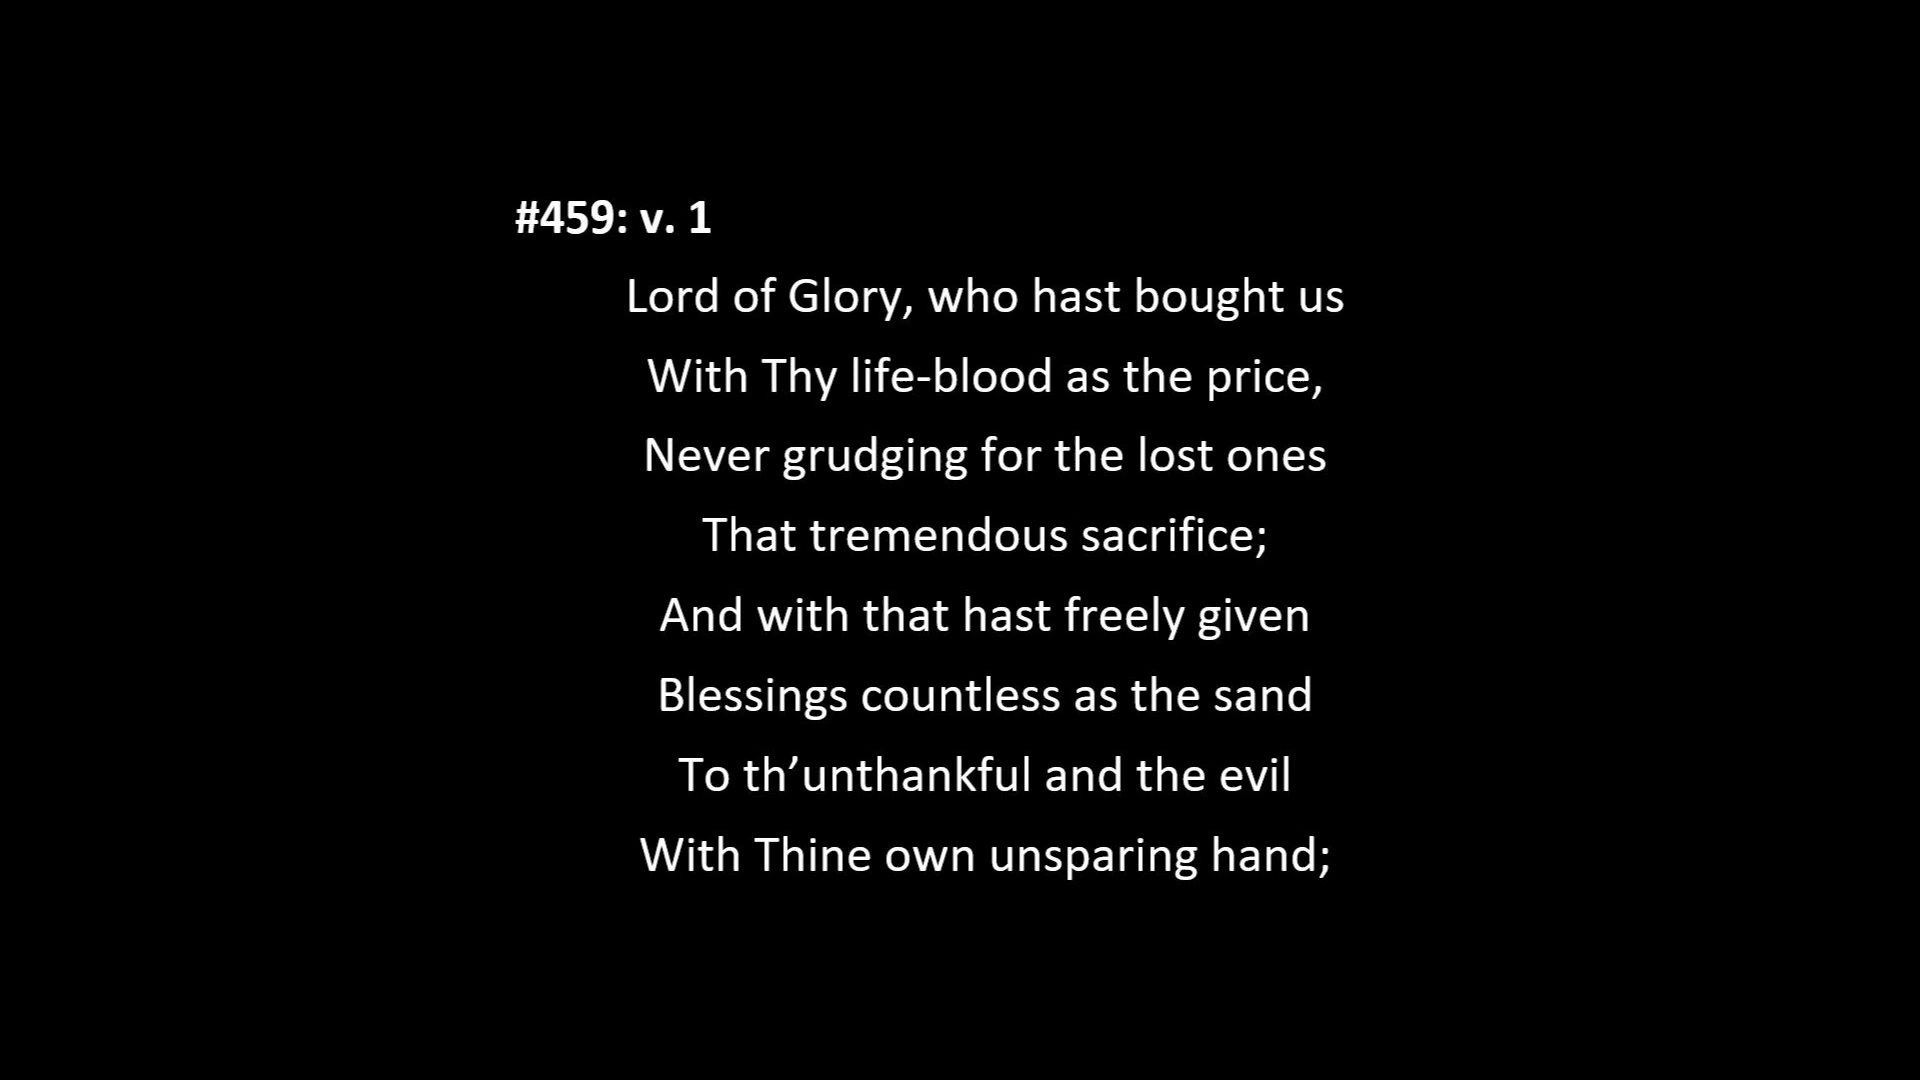 #459: v. 1
Lord of Glory, who hast bought us
With Thy life-blood as the price,
Never grudging for the lost ones
That tremendous sacrifice;
And with that hast freely given
Blessings countless as the sand
To th’unthankful and the evil
With Thine own unsparing hand;